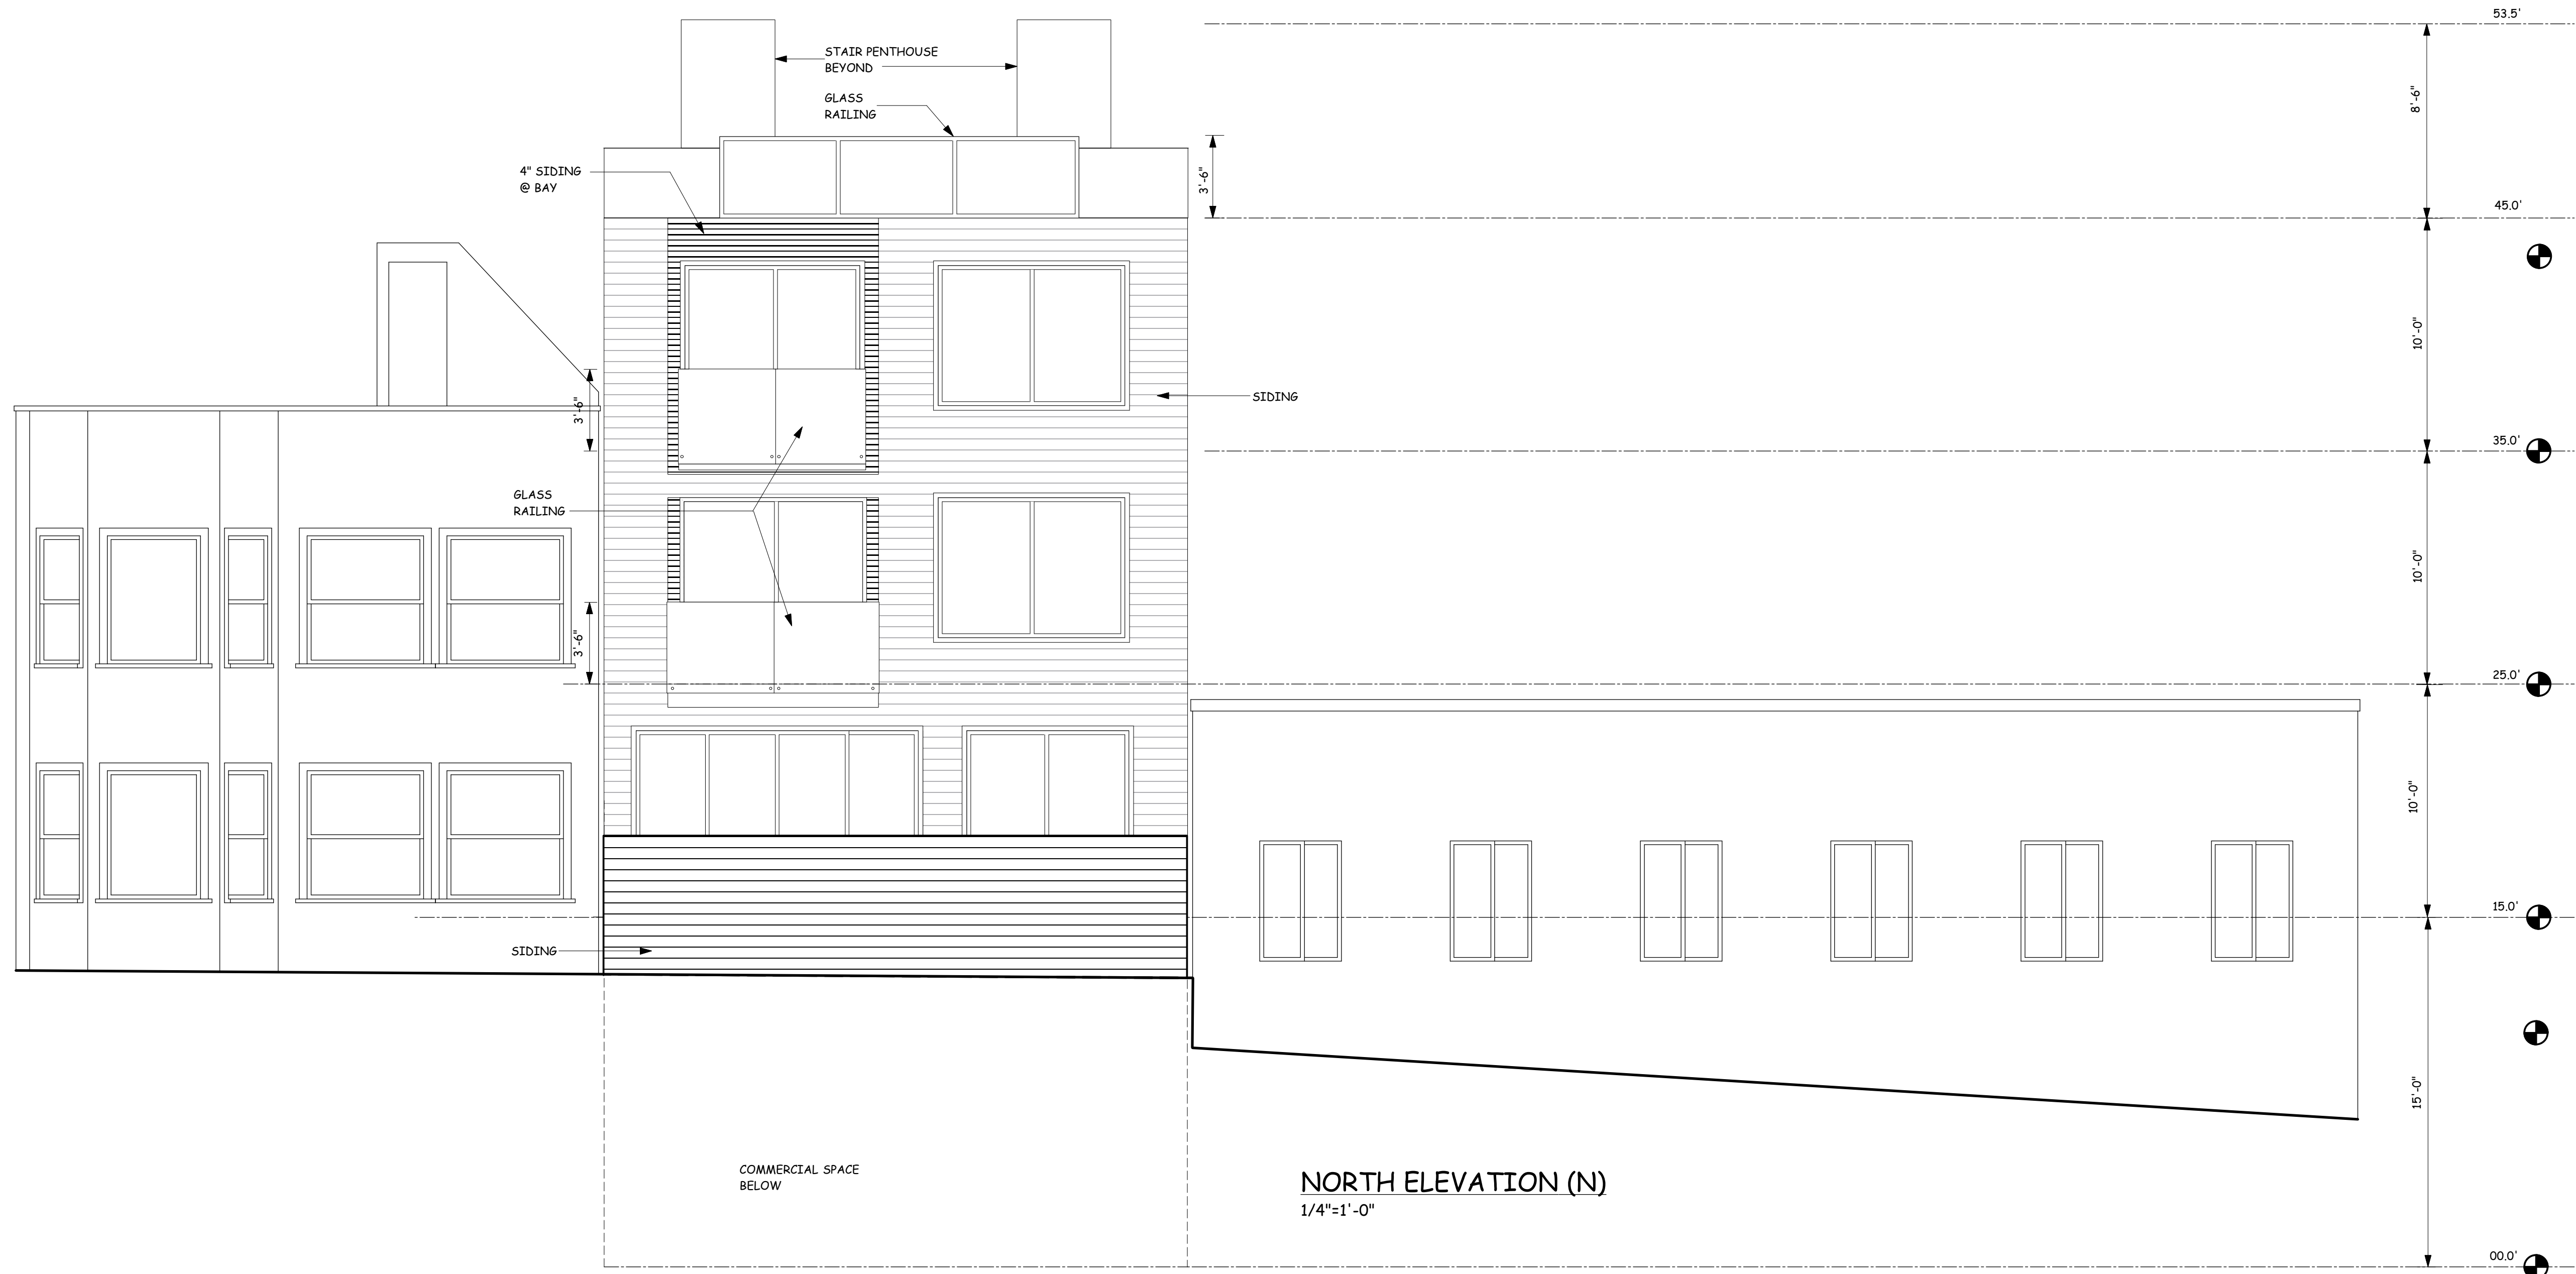 53.5'
STAIR PENTHOUSE
BEYOND
GLASS
RAILING
8'-6"
4" SIDING
@ BAY
3'-6"
45.0'
10'-0"
3'-6"
SIDING
35.0'
GLASS
RAILING
10'-0"
3'-6"
25.0'
10'-0"
15.0'
SIDING
15'-0"
COMMERCIAL SPACE
BELOW
NORTH ELEVATION (N)
1/4"=1'-0"
00.0'